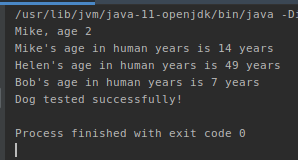 /usr/lib/jvm/java-11-openjdk/bin/java -Di
Mike, age 2
Mike's age in human years is 14 years
Helen's age in human years is 49 years
Bob's age in human years is 7 years
Dog tested successfully!
Process finished with exit code 0